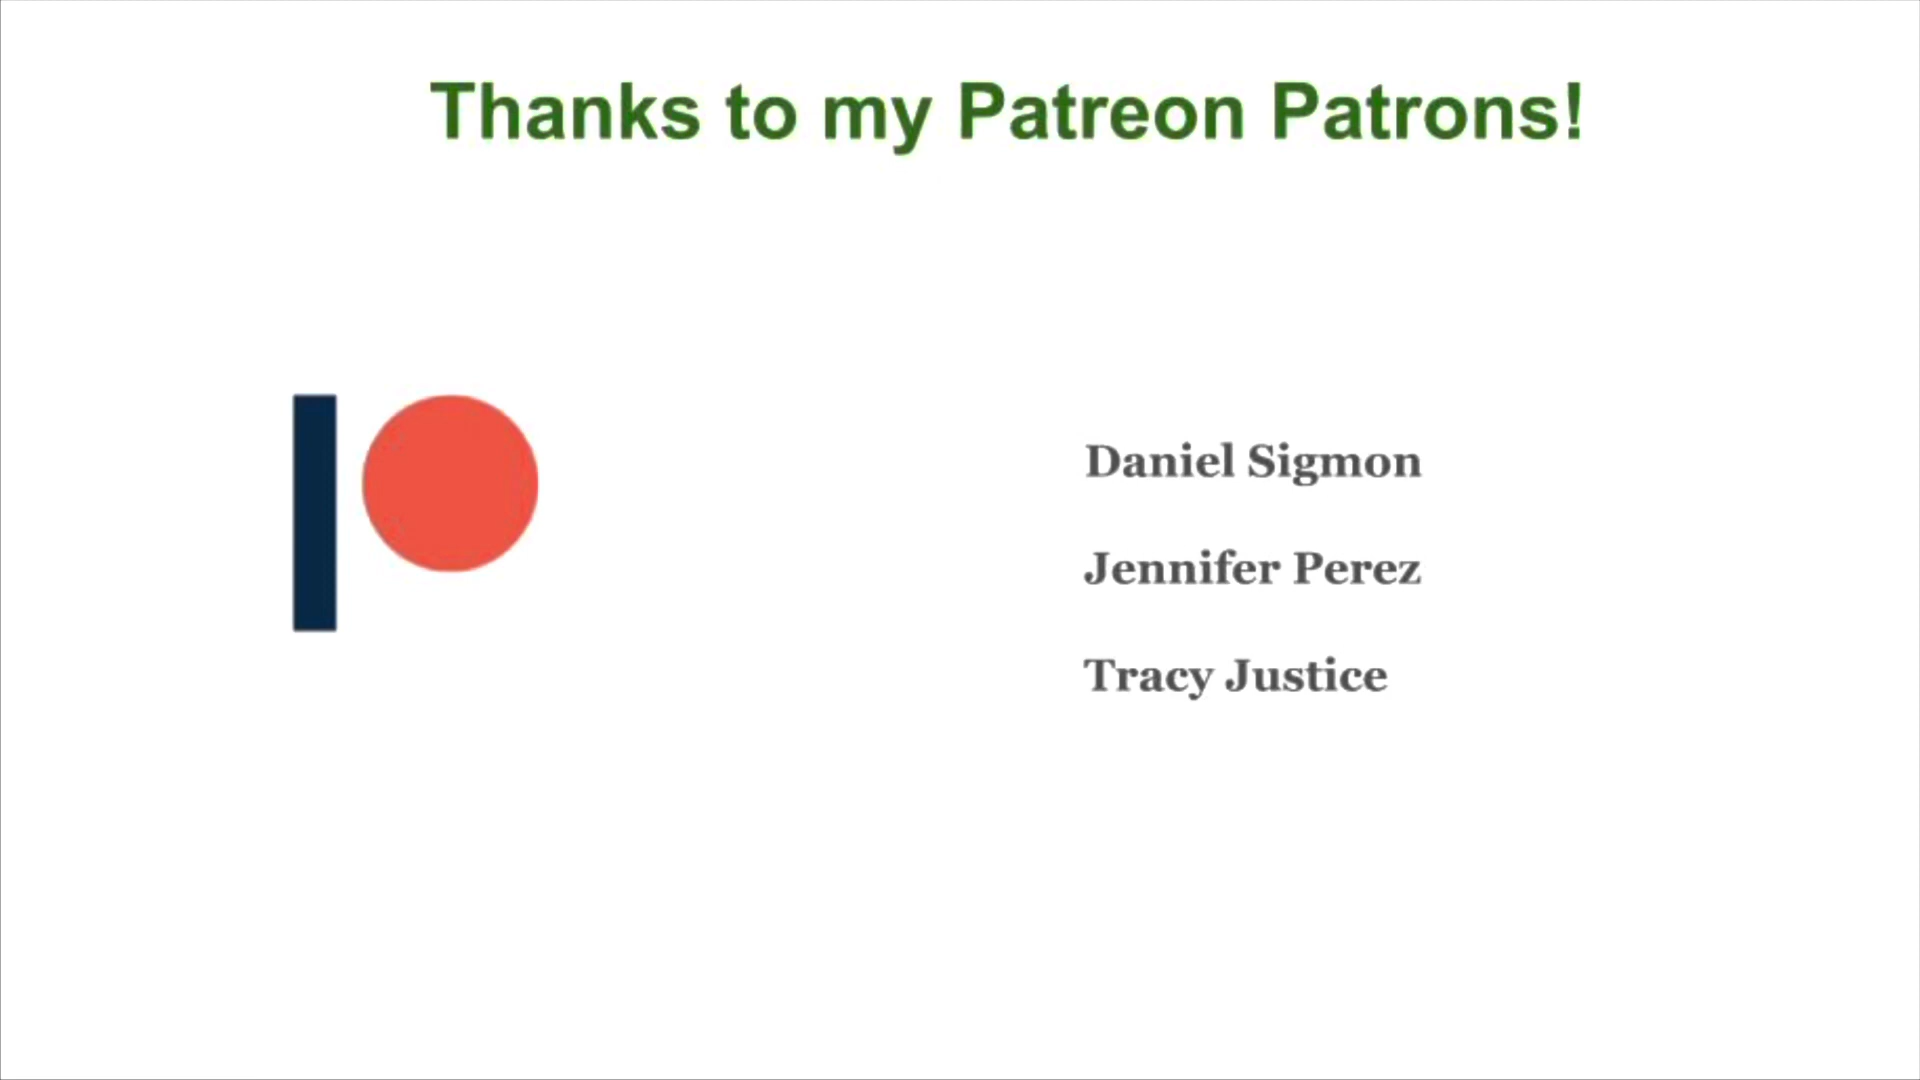 Thanks to my Patreon Patrons!
Daniel Sigmon
Jennifer Perez
Tracy Justice